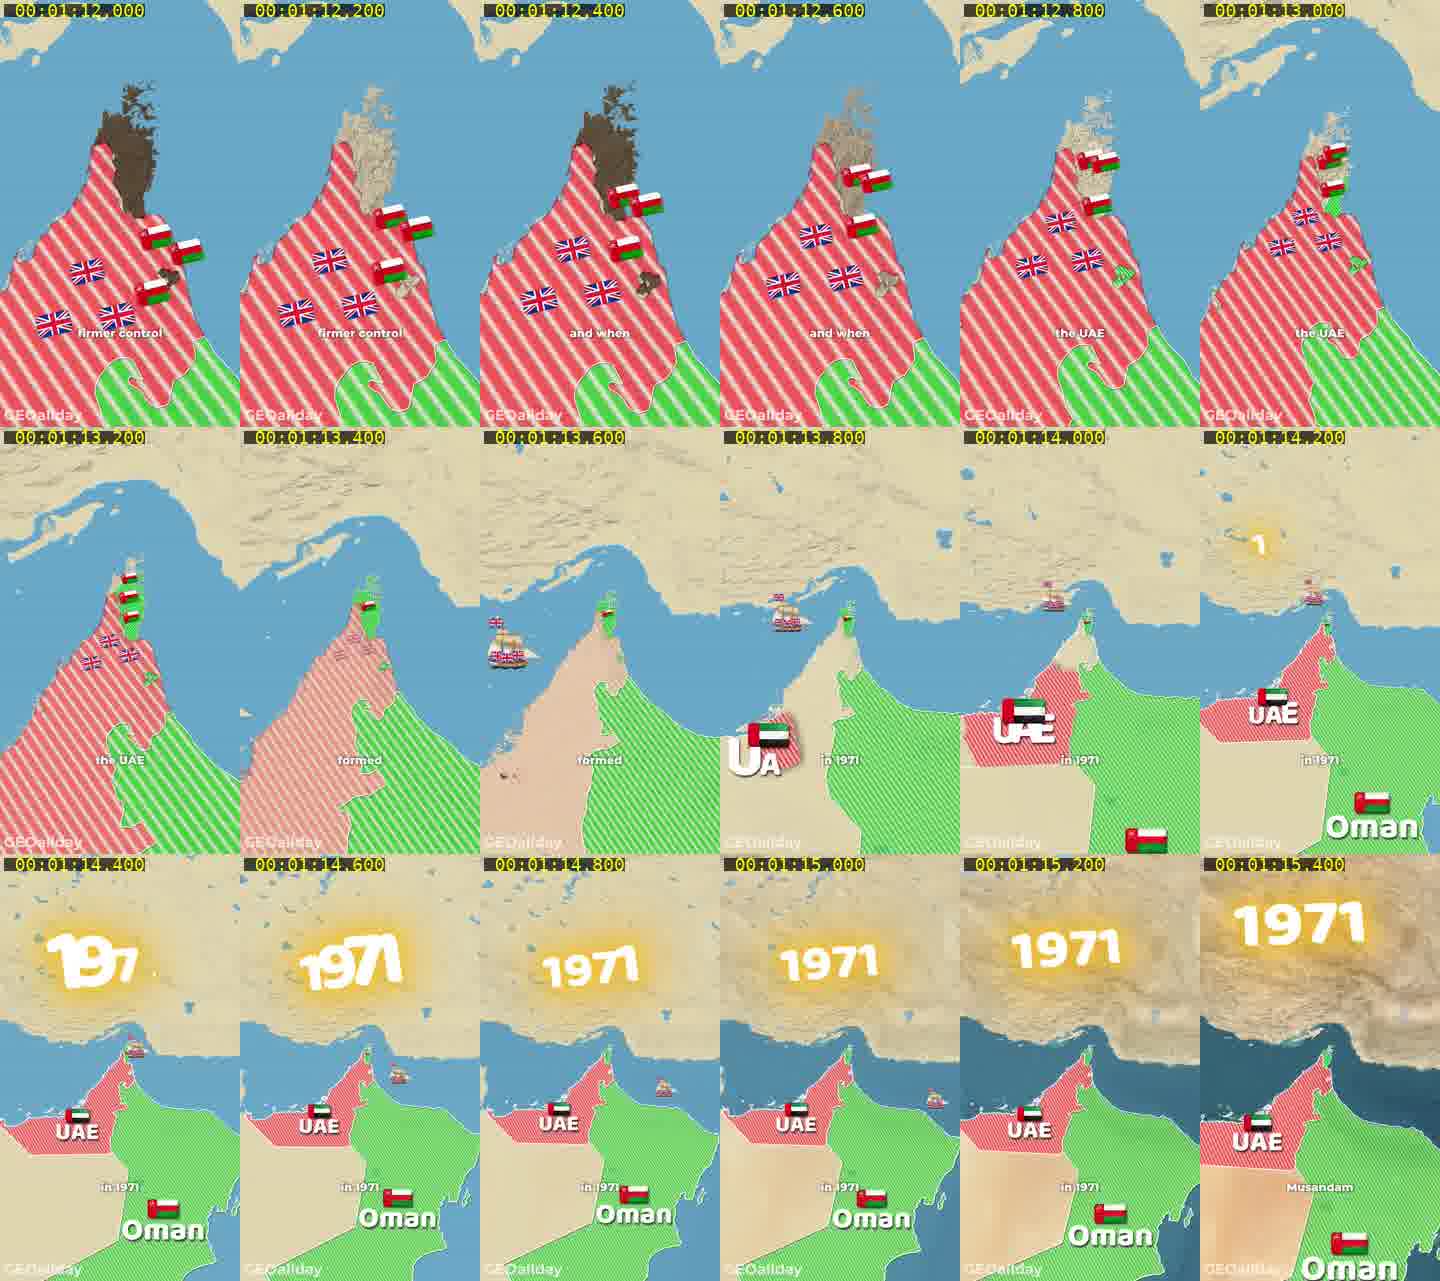 00:01:12,000
00:01:12,200
00:01:12,400
00:01:12,600
00:01:12,800
00:01:13,000
firmer control
firmer control
and when
and when
the UAE
the UAE
GEOallday
GEOallday
GEOallday
GEOallday
GEOallday
GEOallday
00:01:13,200
00:01:13,400
00:01:13,600
00:01:13,800
00:01:14,000
00:01:14,200
1
UAE
UA
UAE
the UAE
formed
formed
in 1971
in 1971
in 1971
Oman
GEOallday
GEOallday
GEOallday
GEOallday
GEOallday
GEOallday
00:01:14,400
00:01:14,600
00:01:14,800
00:01:15,000
00:01:15,200
00:01:15,400
197
1971
1971
1971
1971
1971
UAE
UAE
UAE
UAE
UAE
UAE
in 1971
in 1971
in 1971
in 1971
in 1971
Musandam
Oman
Oman
Oman
Oman
Oman
Oman
GEOallday
GEOallday
GEOallday
GEOallday
GEOallday
GEOallday